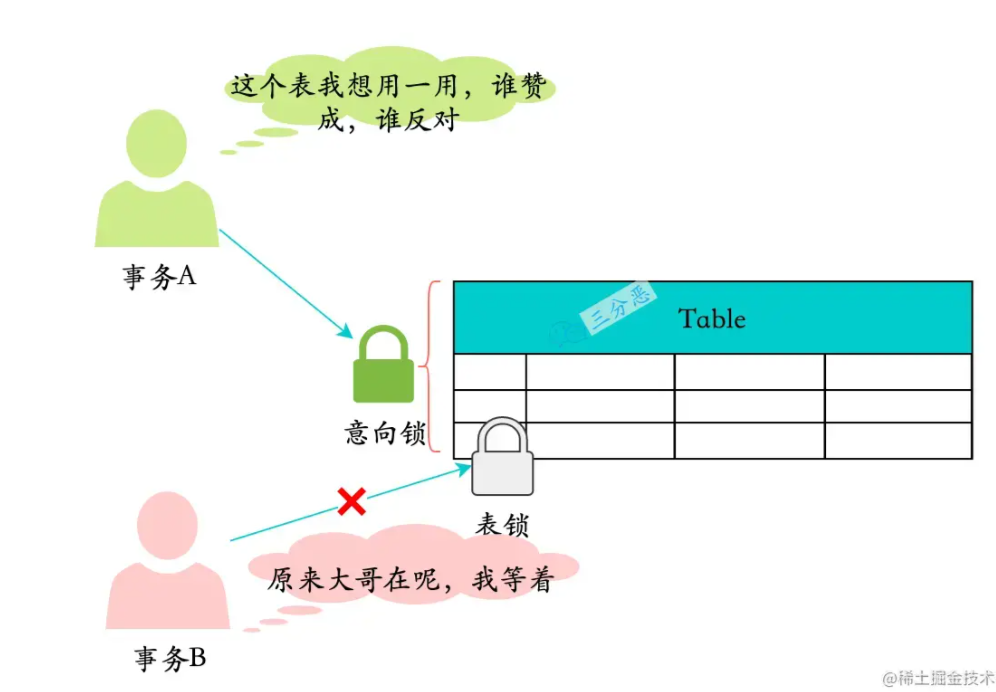 这个表我想用一用，谁赞
成，谁反对
事务A
三分恶
Table
意向锁
表锁
原来大哥在呢，我等着
事务B
@稀土掘金技术